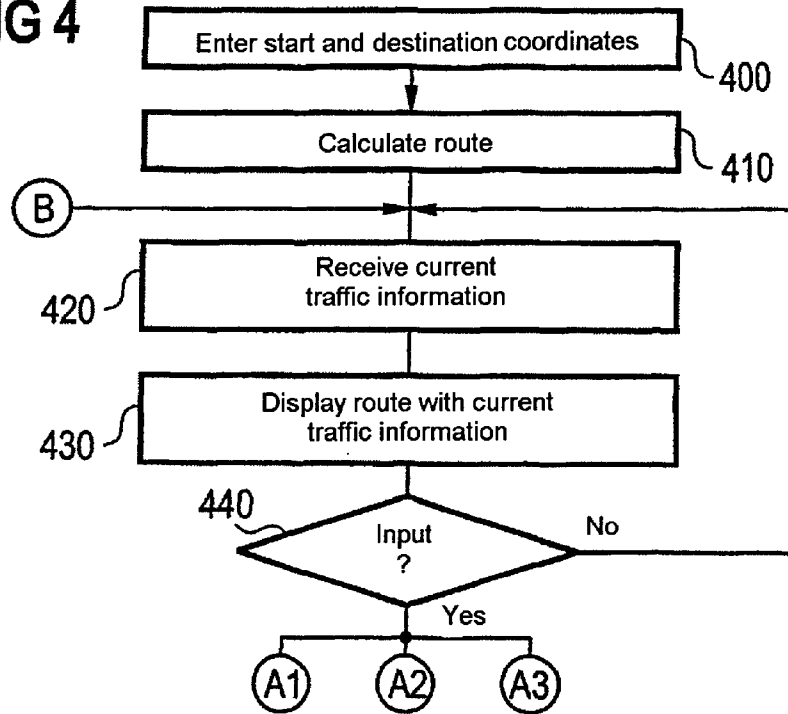 IG 4
Enter start and destination coordinates
400
Calculate route
410
B
Receive current
traffic information
420
Display route with current
traffic information
430
440
Input
?
No
Yes
A1
A2
A3